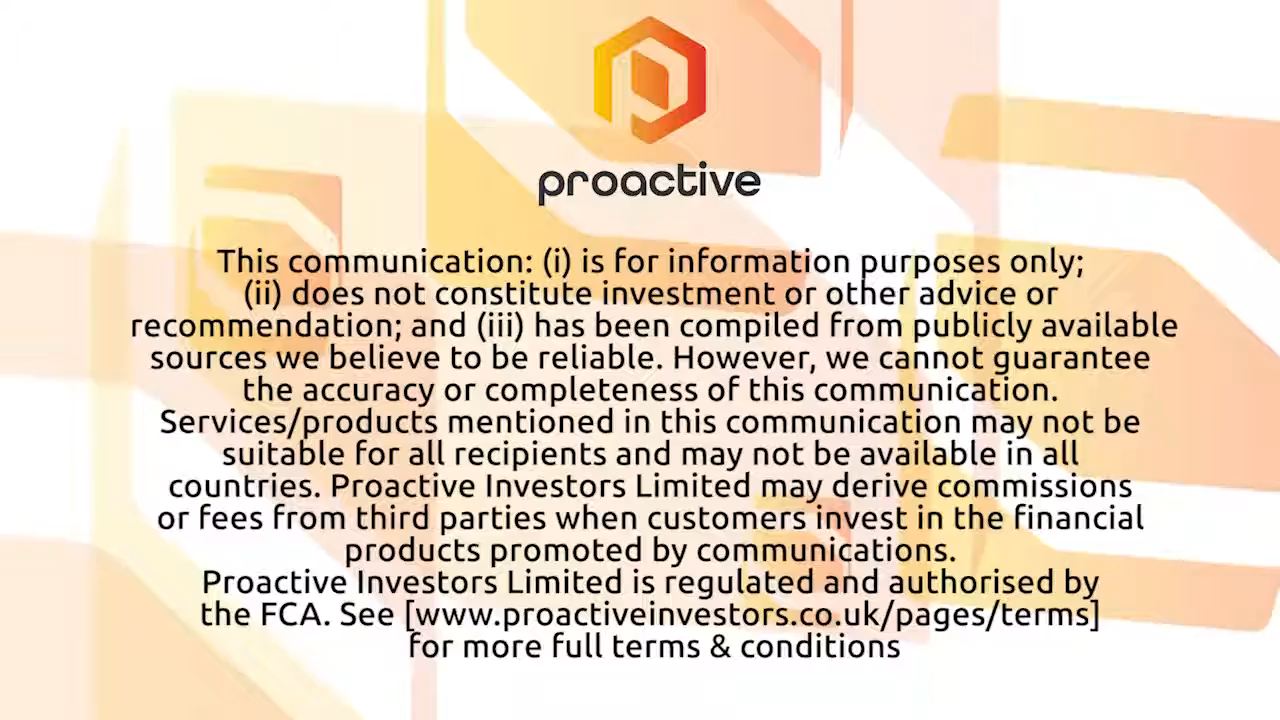 proactive
This communication: (i) is for information purposes only;
(ii) does not constitute investment or other advice or
recommendation; and (iii) has been compiled from publicly available
sources we believe to be reliable. However, we cannot guarantee
the accuracy or completeness of this communication.
Services/products mentioned in this communication may not be
suitable for all recipients and may not be available in all
countries. Proactive Investors Limited may derive commissions
or fees from third parties when customers invest in the financial
products promoted by communications.
Proactive Investors Limited is regulated and authorised by
the FCA. See [www.proactiveinvestors.co.uk/pages/terms]
for more full terms & conditions